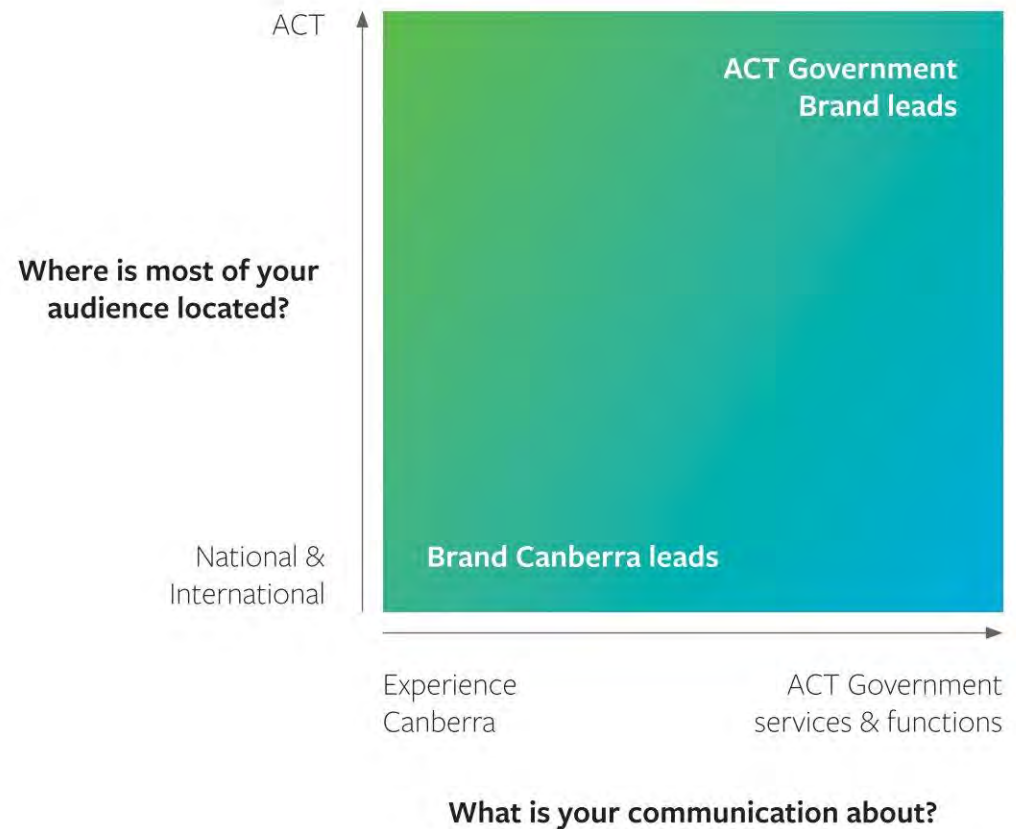 ACT
ACT Government
Brand leads
Where is most of your
audience located?
National &
International
Brand Canberra leads
Experience
Canberra
ACT Government
services & functions
What is your communication about?